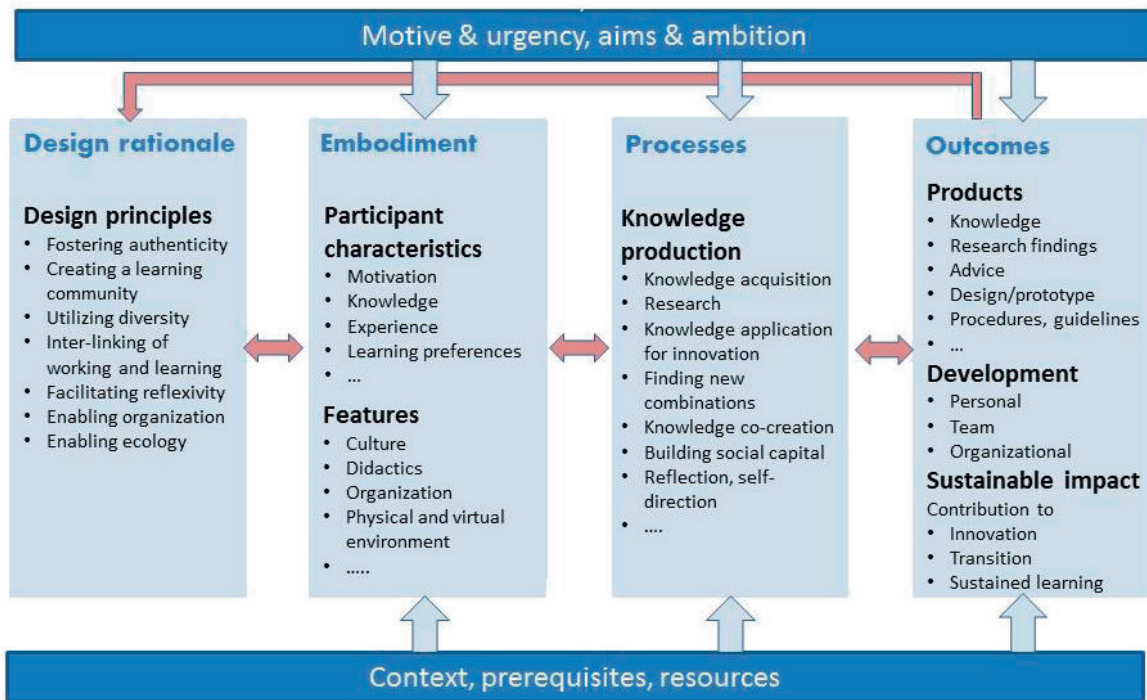 Motive & urgency, aims & ambition
Design rationale
Design principles
• Fostering authenticity
• Creating a learning
community
• Utilizing diversity
• Inter-linking of
working and learning
• Facilitating reflexivity
• Enabling organization
• Enabling ecology
Embodiment
Participant
characteristics
• Motivation
• Knowledge
• Experience
• Learning preferences
• ...
Features
• Culture
• Didactics
• Organization
• Physical and virtual
environment
• .....
Processes
Knowledge
production
• Knowledge acquisition
• Research
• Knowledge application
for innovation
• Finding new
combinations
• Knowledge co-creation
• Building social capital
• Reflection, self-
direction
• ....
Outcomes
Products
• Knowledge
• Research findings
• Advice
• Design/prototype
• Procedures, guidelines
• ...
Development
• Personal
• Team
• Organizational
Sustainable impact
Contribution to
• Innovation
• Transition
• Sustained learning
Context, prerequisites, resources